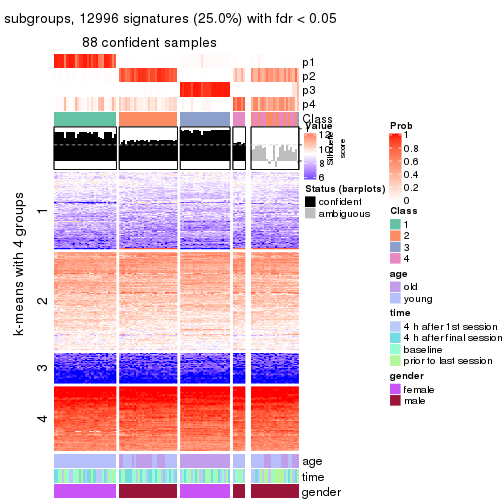 subgroups, 12996 signatures (25.0%) with fdr < 0.05
88 confident samples
p1
p2
p3
p4
Class
k-means with 4 groups
1
2
3
4
age
time
gender
Value
12
6
silhouette
score
Status (barplots)
confident
ambiguous
Prob
1
0.8
0.6
0.4
0.2
0
Class
1
2
3
4
age
old
young
time
4 h after 1st session
4 h after final session
baseline
prior to last session
gender
female
male